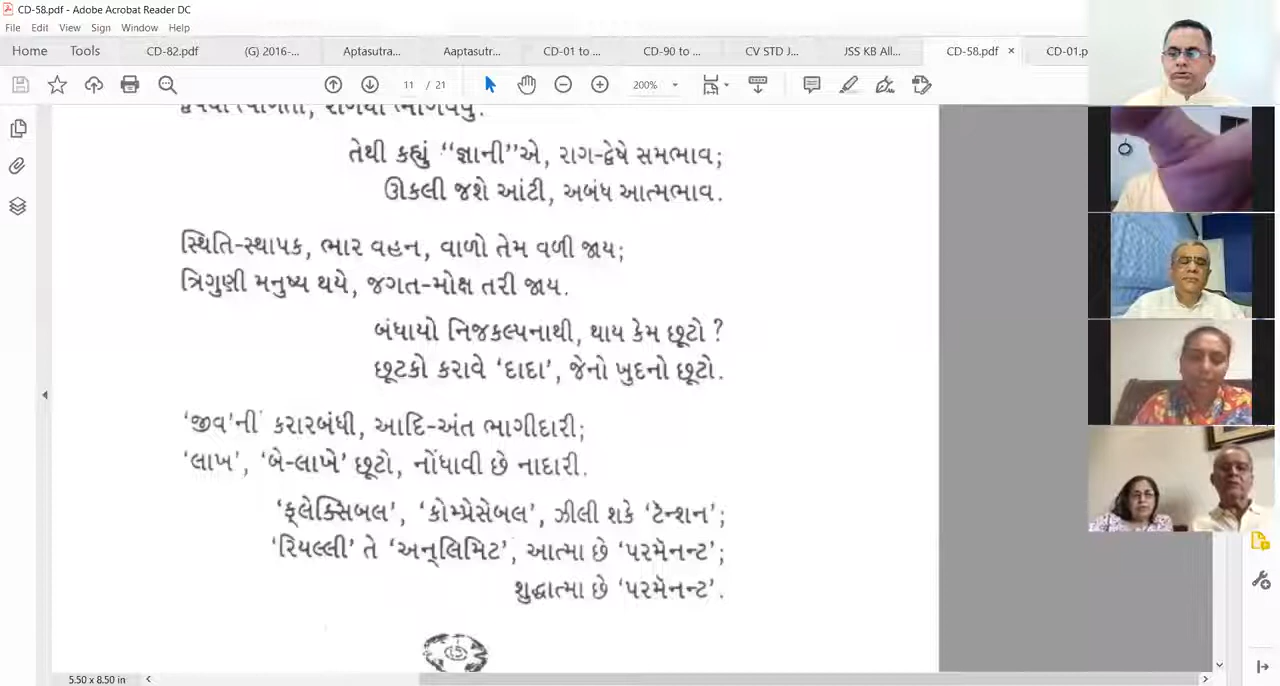 CD-58.pdf - Adobe Acrobat Reader DC
File Edit View Sign Window Help
Home Tools CD-82.pdf (G) 2016-... Aptasutra... Aaptasutr... CD-01 to ... CD-90 to ... CV STD J... JSS KB All... CD-58.pdf × CD-01.p
11 / 21 200%
તેથી કહ્યું “જ્ઞાની”એ, રાગ-દ્વેષે સમભાવ;
ઊકલી જશે આંટી, અબંધ આત્મભાવ.
સ્થિતિ-સ્થાપક, ભાર વહન, વાળો તેમ વળી જાય;
ત્રિગુણી મનુષ્ય થયે, જગત-મોક્ષ તરી જાય.
બંધાયો નિજકલ્પનાથી, થાય કેમ છૂટો ?
છૂટકો કરાવે ‘દાદા’, જેનો ખુદનો છૂટો.
‘જીવ’ની કરારબંધી, આદિ-અંત ભાગીદારી;
‘લાખ’, ‘બે-લાખે’ છૂટો, નોંધાવી છે નાદારી.
‘ફ્લેક્સિબલ’, ‘કોમ્પ્રેસેબલ’, ઝીલી શકે ‘ટેન્શન’;
‘રિયલ્લી’ તે ‘અન્‌લિમિટ’, આત્મા છે ‘પરમૅનન્ટ’;
શુદ્ધાત્મા છે ‘પરમૅનન્ટ’.
5.50 x 8.50 in